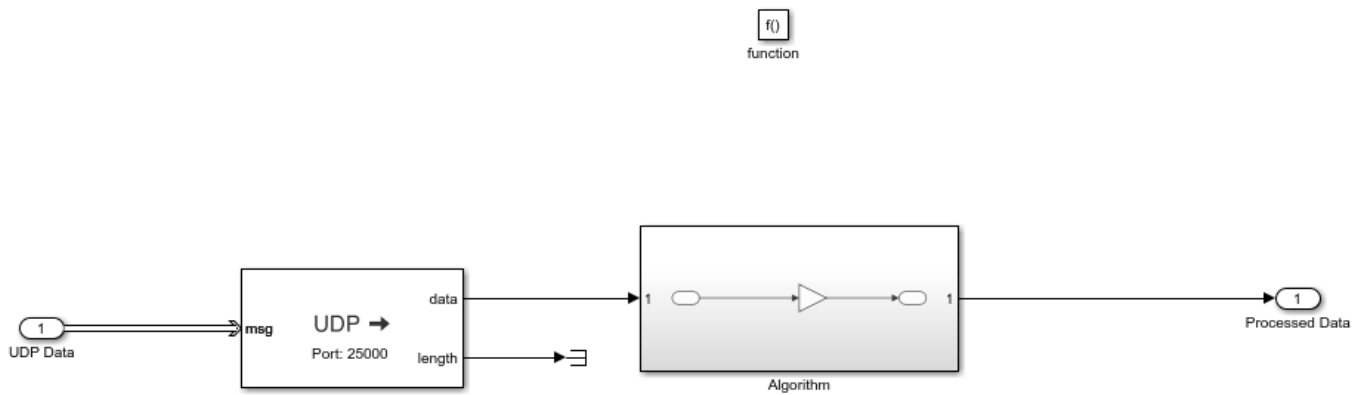 f()
function
1
UDP Data
msg
UDP
Port: 25000
data
length
1
1
Algorithm
1
Processed Data